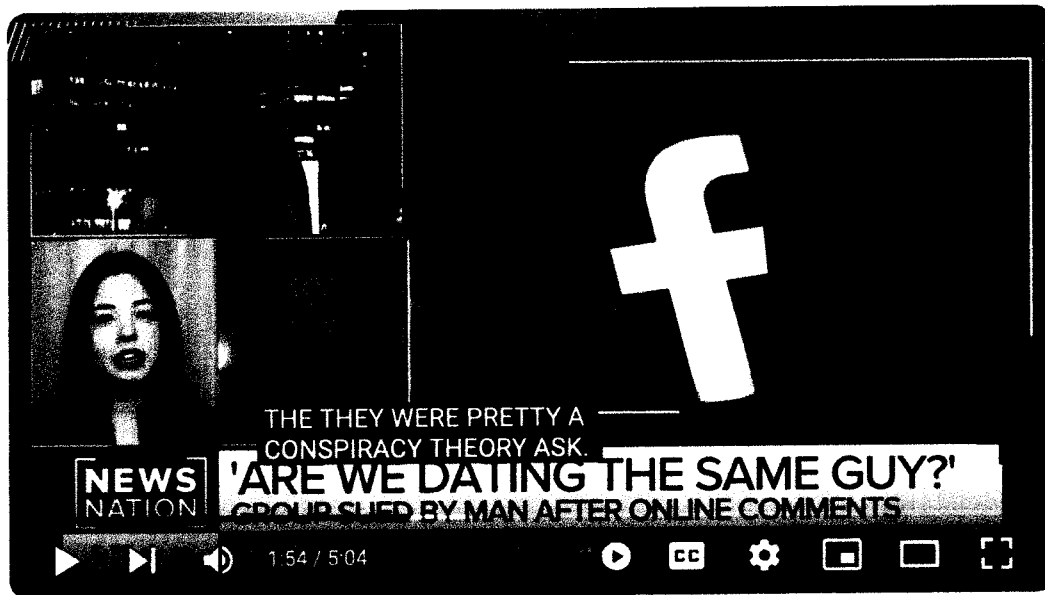 THE THEY WERE PRETTY A
CONSPIRACY THEORY ASK.
NEWS
NATION
'ARE WE DATING THE SAME GUY?'
GROUP SUED BY MAN AFTER ONLINE COMMENTS
1:54 / 5:04
CC